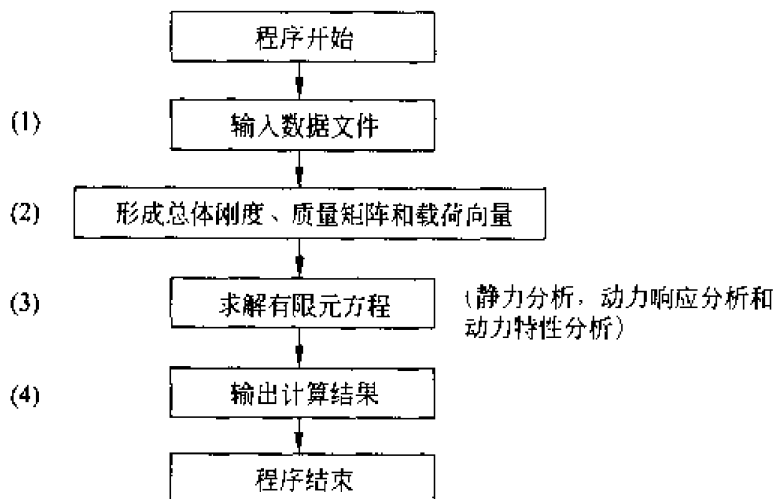 程序开始
(1) 输入数据文件
(2) 形成总体刚度、质量矩阵和载荷向量
(3) 求解有限元方程 (静力分析，动力响应分析和
动力特性分析)
(4) 输出计算结果
程序结束